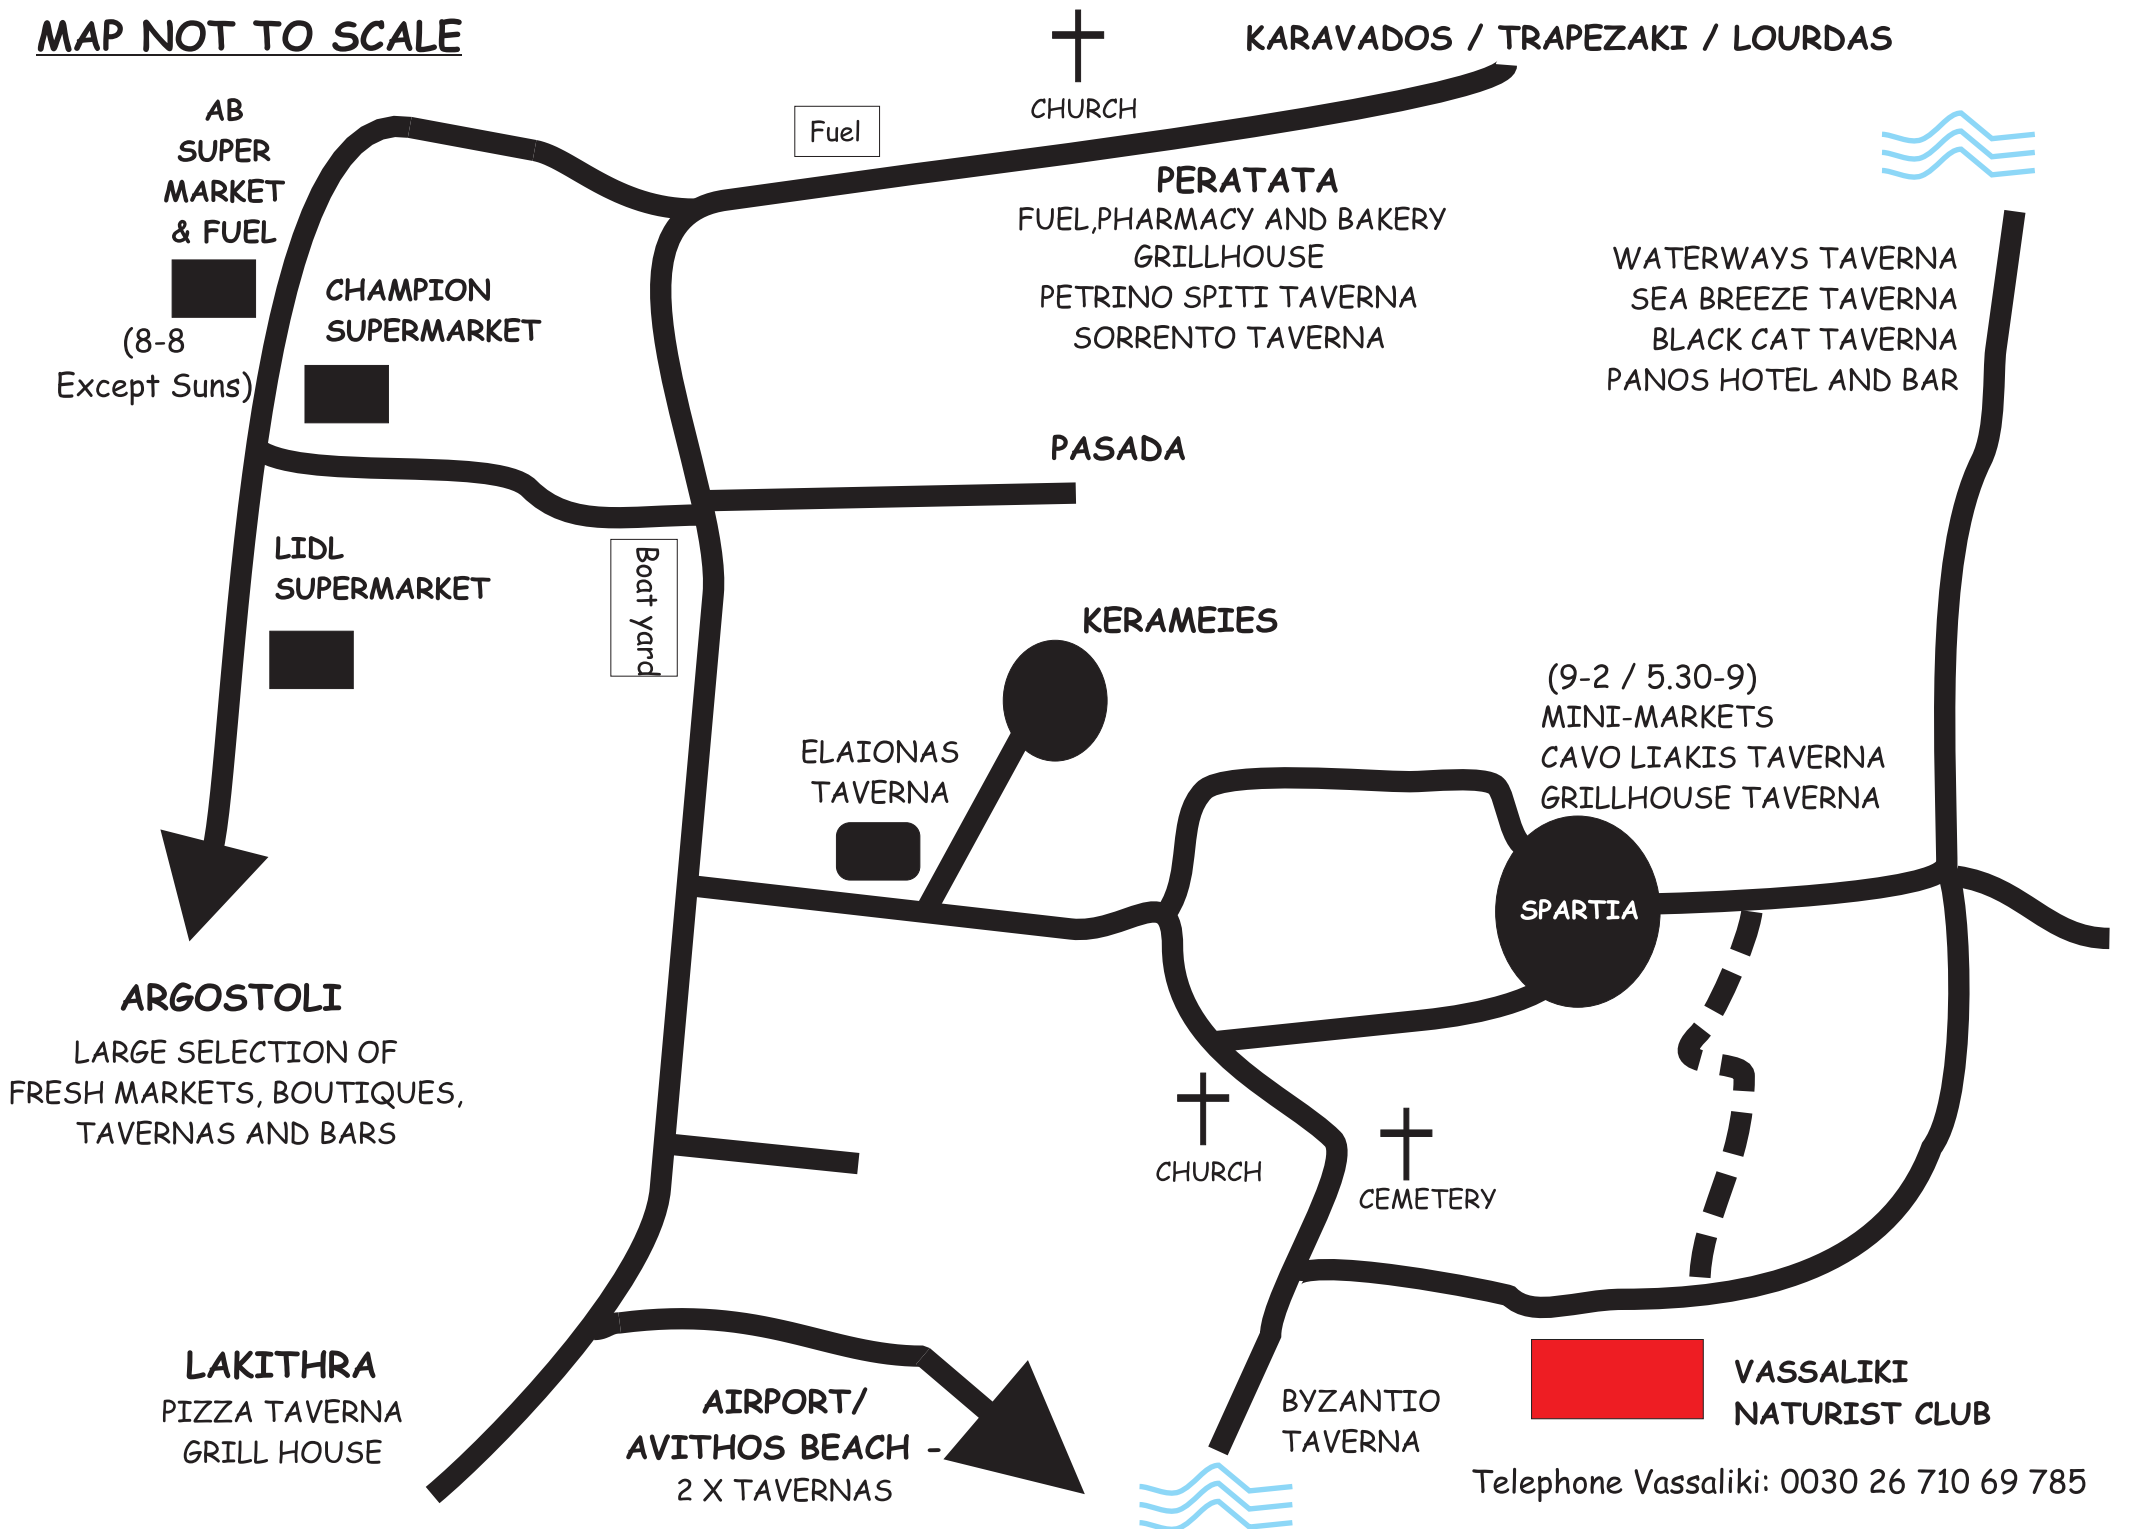 MAP NOT TO SCALE
KARAVADOS / TRAPEZAKI / LOURDAS
CHURCH
Fuel
AB
SUPER
MARKET
& FUEL
(8-8
Except Suns)
CHAMPION
SUPERMARKET
PERATATA
FUEL,PHARMACY AND BAKERY
GRILLHOUSE
PETRINO SPITI TAVERNA
SORRENTO TAVERNA
WATERWAYS TAVERNA
SEA BREEZE TAVERNA
BLACK CAT TAVERNA
PANOS HOTEL AND BAR
PASADA
LIDL
SUPERMARKET
Boat yard
KERAMEIES
ELAIONAS
TAVERNA
(9-2 / 5.30-9)
MINI-MARKETS
CAVO LIAKIS TAVERNA
GRILLHOUSE TAVERNA
SPARTIA
ARGOSTOLI
LARGE SELECTION OF
FRESH MARKETS, BOUTIQUES,
TAVERNAS AND BARS
CHURCH
CEMETERY
LAKITHRA
PIZZA TAVERNA
GRILL HOUSE
AIRPORT/
AVITHOS BEACH -
2 X TAVERNAS
BYZANTIO
TAVERNA
VASSALIKI
NATURIST CLUB
Telephone Vassaliki: 0030 26 710 69 785